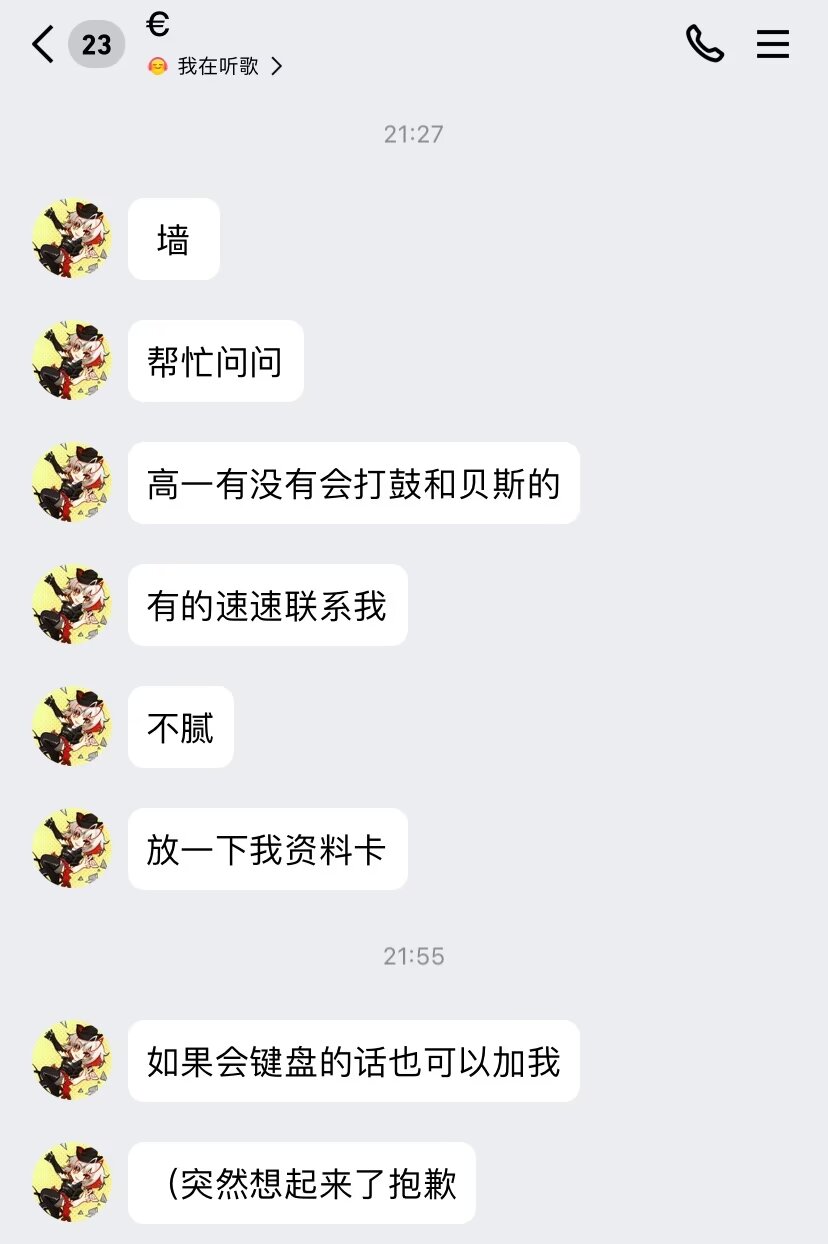 23
€
我在听歌
21:27
墙
帮忙问问
高一有没有会打鼓和贝斯的
有的速速联系我
不腻
放一下我资料卡
21:55
如果会键盘的话也可以加我
（突然想起来了抱歉